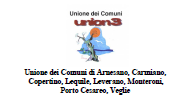 Unione dei Comuni
union3
Unione dei Comuni di Arnesano, Carmiano,
Copertino, Lequile, Leverano, Monteroni,
Porto Cesareo, Veglie